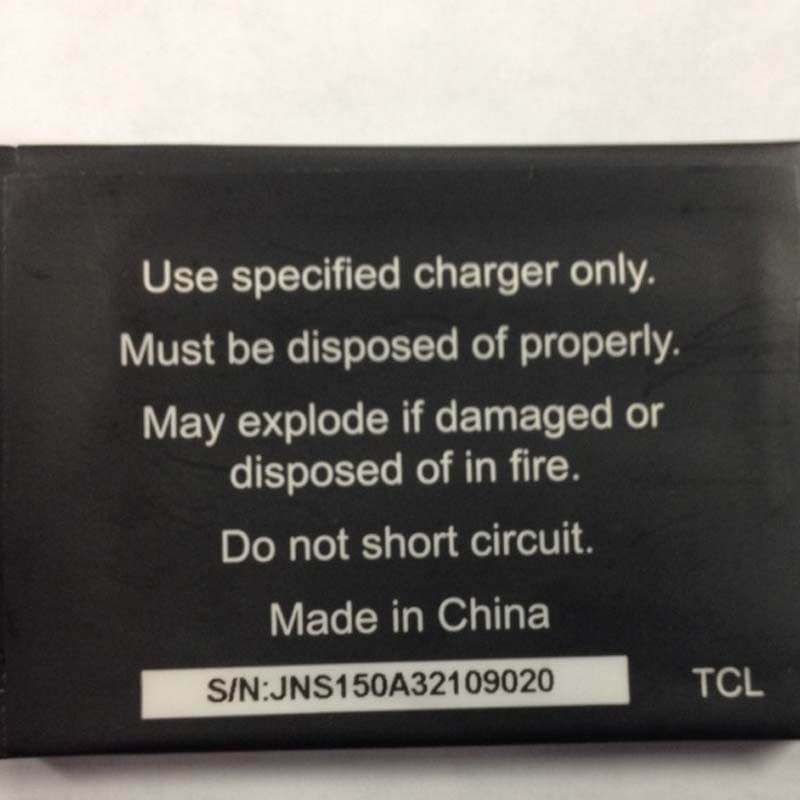 Use specified charger only.
Must be disposed of properly.
May explode if damaged or
disposed of in fire.
Do not short circuit.
Made in China
S/N:JNS150A32109020
TCL